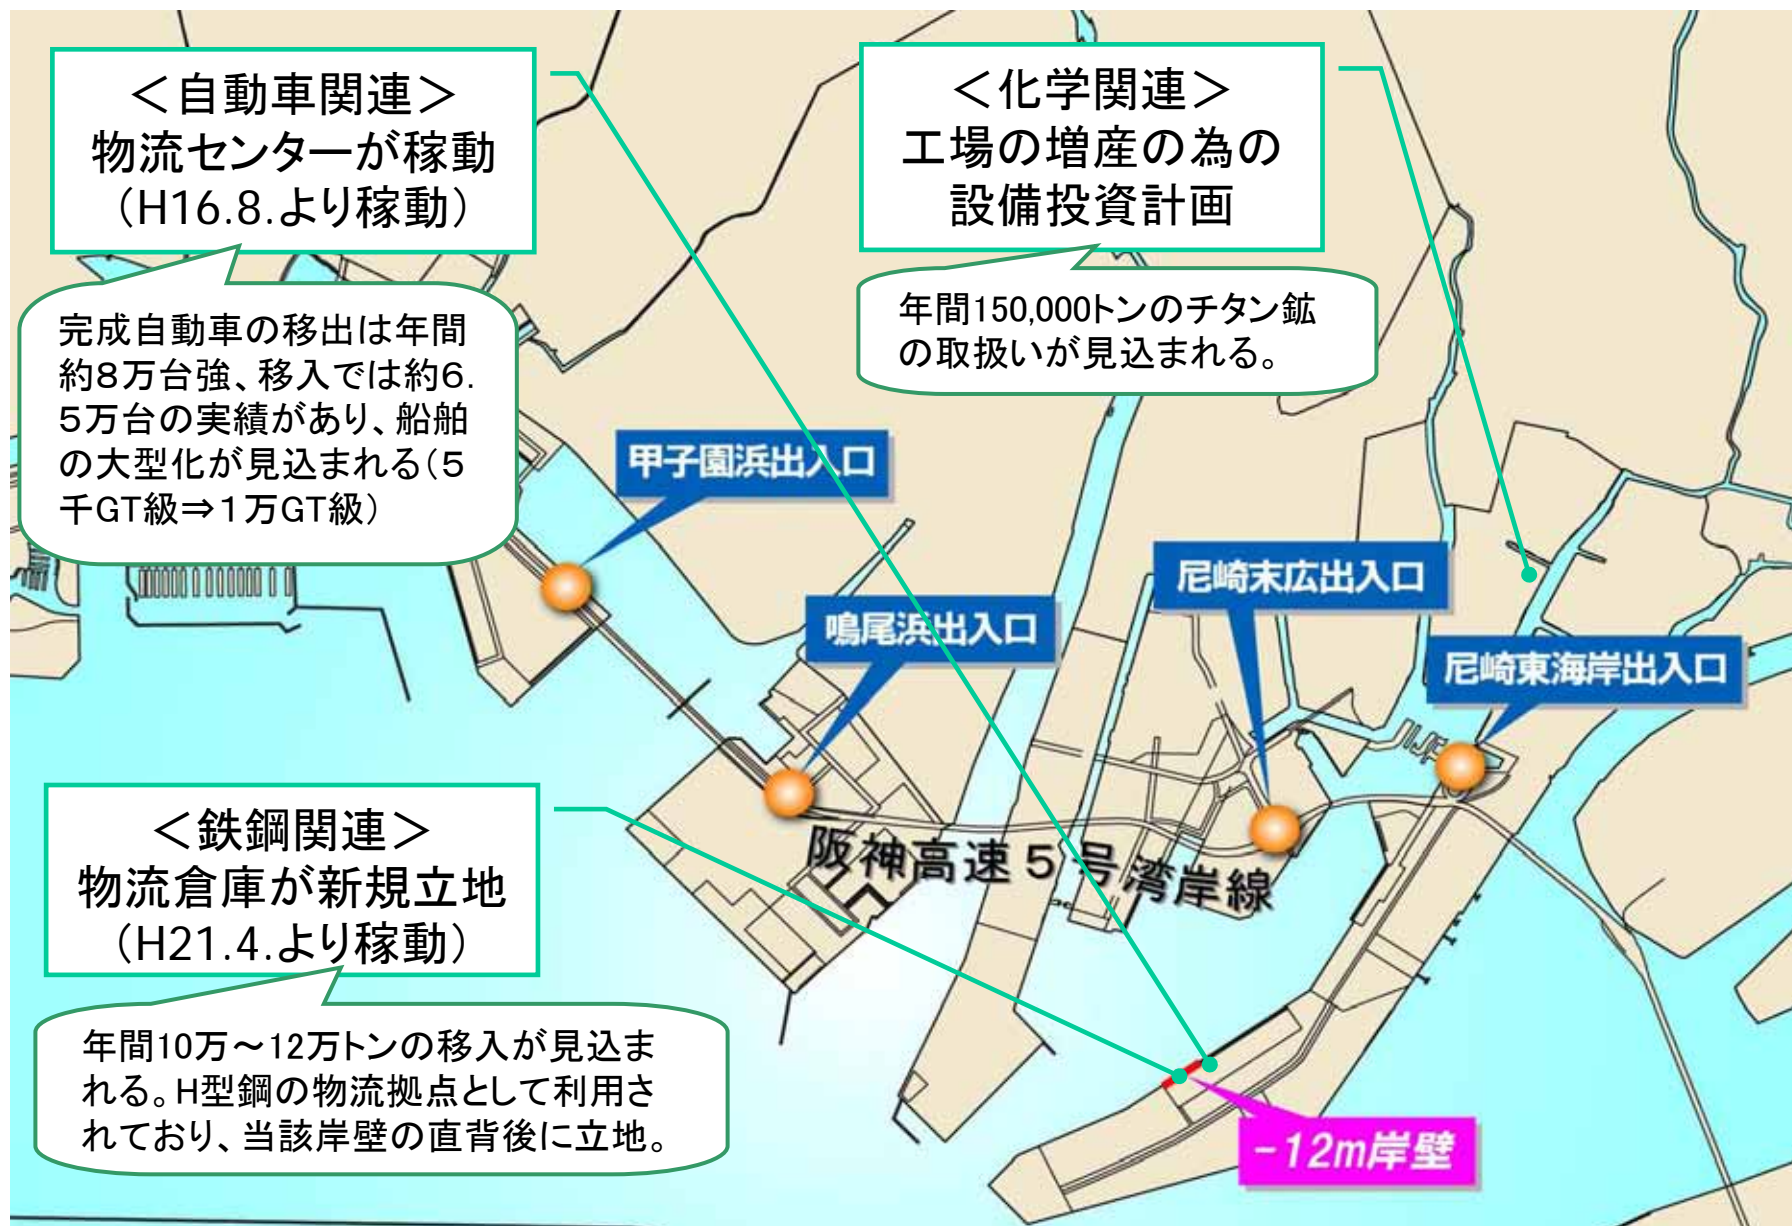 ＜自動車関連＞
物流センターが稼動
（H16.8.より稼動）
完成自動車の移出は年間
約８万台強、移入では約６.
５万台の実績があり、船舶
の大型化が見込まれる（５
千GT級⇒１万GT級）
＜化学関連＞
工場の増産の為の
設備投資計画
年間150,000トンのチタン鉱
の取扱いが見込まれる。
甲子園浜出入口
鳴尾浜出入口
尼崎末広出入口
尼崎東海岸出入口
阪神高速５号湾岸線
＜鉄鋼関連＞
物流倉庫が新規立地
（H21.4.より稼動）
年間10万～12万トンの移入が見込ま
れる。H型鋼の物流拠点として利用さ
れており、当該岸壁の直背後に立地。
-12m岸壁